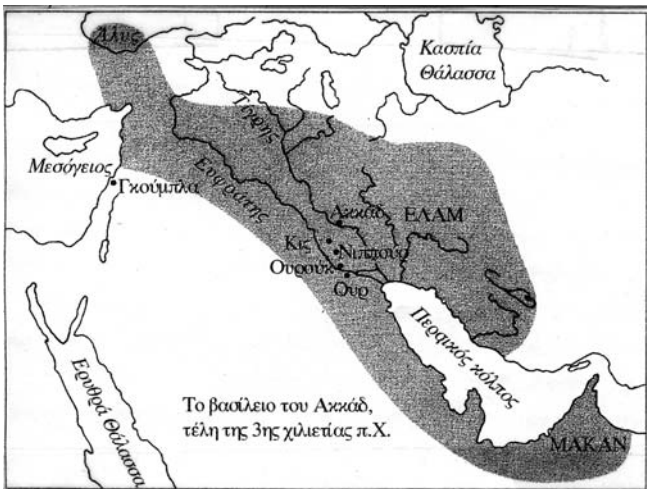 Άλυς
Κασπία
Θάλασσα
Τίγρης
Μεσόγειος
Γκούμπλα
Ευφράτης
Ακκάδ
ΕΛΑΜ
Κις
Νιππούρ
Ουρούκ
Ουρ
Περσικός κόλπος
Ερυθρά Θάλασσα
Το βασίλειο του Ακκάδ,
τέλη της 3ης χιλιετίας π.Χ.
ΜΑΚΑΝ